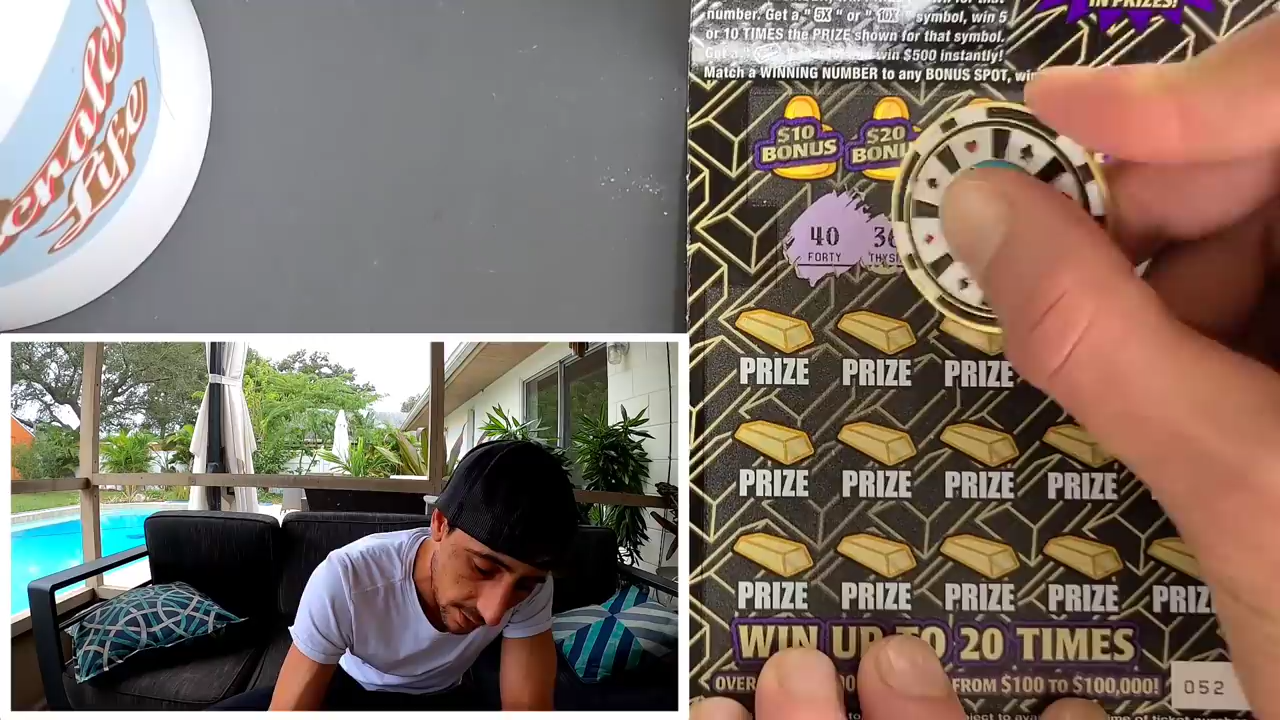 IN PRIZES!
number. Get a "5X" or "10X" symbol, win 5
or 10 TIMES the PRIZE shown for that symbol.
win $500 instantly!
Match a WINNING NUMBER to any BONUS SPOT,
$10 BONUS
$20
40
FORTY
PRIZE PRIZE PRIZE
PRIZE PRIZE PRIZE PRIZE
PRIZE PRIZE PRIZE PRIZE
WIN UP TO 20 TIMES
FROM $100 TO $100,000!
052
Life